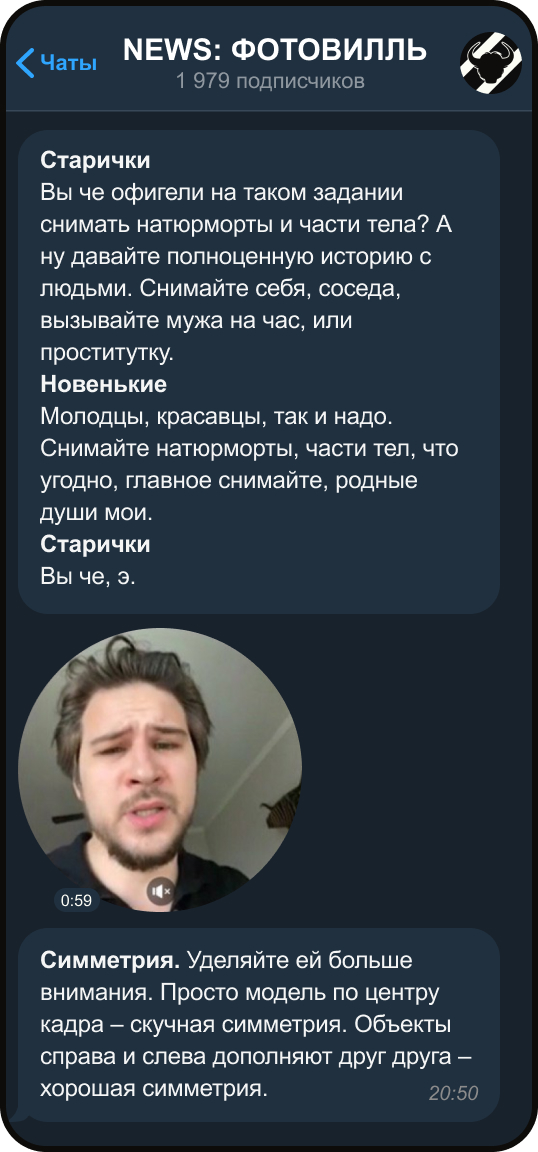 Чаты
NEWS: ФОТОВИЛЛЬ
1 979 подписчиков
Старички
Вы че офигели на таком задании
снимать натюрморты и части тела? А
ну давайте полноценную историю с
людьми. Снимайте себя, соседа,
вызывайте мужа на час, или
проститутку.
Новенькие
Молодцы, красавцы, так и надо.
Снимайте натюрморты, части тел, что
угодно, главное снимайте, родные
души мои.
Старички
Вы че, э.
0:59
Симметрия. Уделяйте ей больше
внимания. Просто модель по центру
кадра – скучная симметрия. Объекты
справа и слева дополняют друг друга –
хорошая симметрия.
20:50